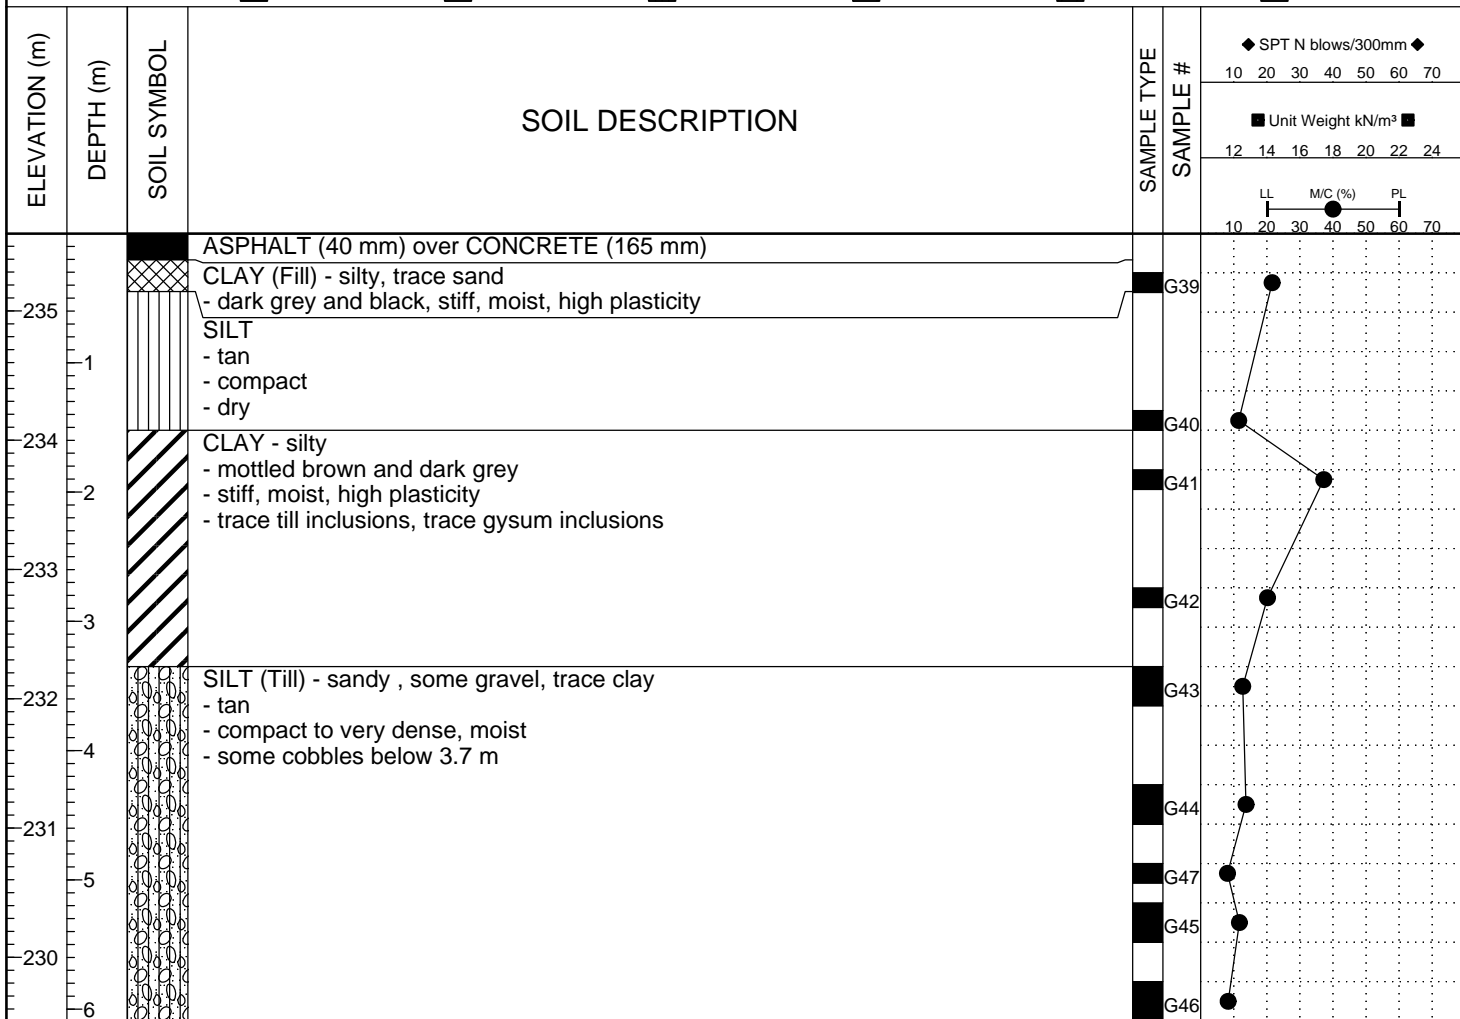 ELEVATION (m)
DEPTH (m)
SOIL SYMBOL
SOIL DESCRIPTION
SAMPLE TYPE
SAMPLE #
◆ SPT N blows/300mm ◆
10 20 30 40 50 60 70
■ Unit Weight kN/m³ ■
12 14 16 18 20 22 24
LL M/C (%) PL
10 20 30 40 50 60 70
ASPHALT (40 mm) over CONCRETE (165 mm)
CLAY (Fill) - silty, trace sand
G39
- dark grey and black, stiff, moist, high plasticity
235
SILT
- tan
1
- compact
- dry
G40
234
CLAY - silty
- mottled brown and dark grey
G41
2
- stiff, moist, high plasticity
- trace till inclusions, trace gysum inclusions
233
G42
3
SILT (Till) - sandy , some gravel, trace clay
G43
232
- tan
- compact to very dense, moist
4
- some cobbles below 3.7 m
G44
231
5
G47
G45
230
G46
6